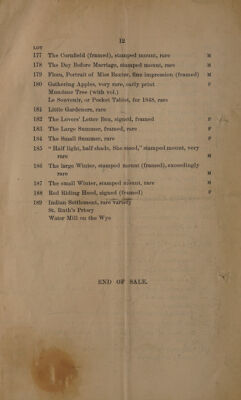 12
LOT
177 The Cornfield (framed), stamped mount, rare M
178 The Day Before Marriage, stamped mount, rare M
179 Flora, Portrait of Miss Baxter, fine impression (framed) M
180 Gathering Apples, very rare, early print F
Mundane Tree (with vol.)
Le Souvenir, or Pocket Tablet, for 1848, rare
181 Little Gardeners, rare
182 The Lovers' Letter Box, signed, framed F
183 The Large Summer, framed, rare F
184 The Small Summer, rare F
185 "Half light, half shade, She stood," stamped mount, very
rare M
186 The large Winter, stamped mount (framed), exceedingly
rare M
187 The small Winter, stamped mount, rare M
188 Red Riding Hood, signed (framed) F
189 Indian Settlement, rare variety
St. Ruth's Priory
Water Mill on the Wye
END OF SALE.